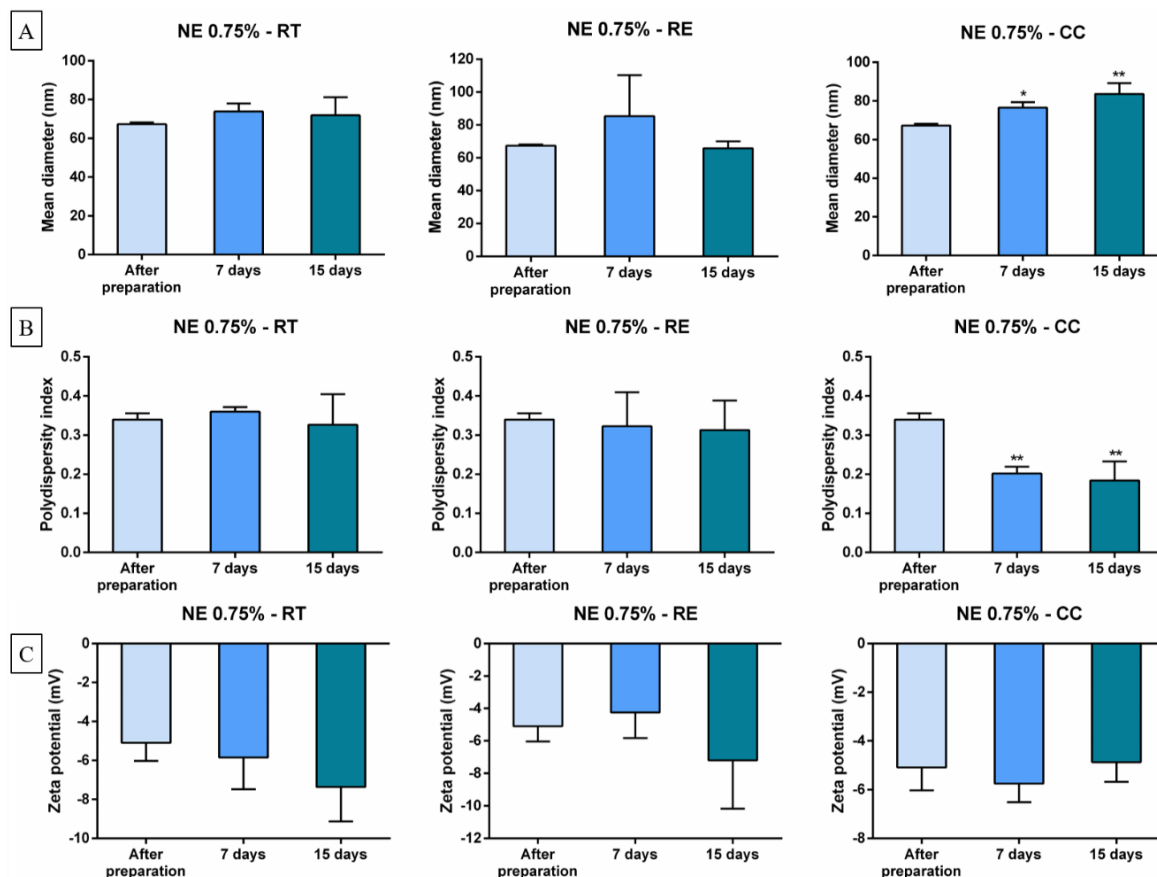 A
NE 0.75% - RT
Mean diameter (nm)
100
80
60
40
20
0
After
preparation
7 days
15 days
NE 0.75% - RE
Mean diameter (nm)
120
100
80
60
40
20
0
After
preparation
7 days
15 days
NE 0.75% - CC
Mean diameter (nm)
100
80
60
40
20
0
*
**
After
preparation
7 days
15 days
B
NE 0.75% - RT
Polydispersity index
0.5
0.4
0.3
0.2
0.1
0.0
After
preparation
7 days
15 days
NE 0.75% - RE
Polydispersity index
0.5
0.4
0.3
0.2
0.1
0.0
After
preparation
7 days
15 days
NE 0.75% - CC
Polydispersity index
0.5
0.4
0.3
0.2
0.1
0.0
**
**
After
preparation
7 days
15 days
C
NE 0.75% - RT
Zeta potential (mV)
0
-2
-4
-6
-8
-10
After
preparation
7 days
15 days
NE 0.75% - RE
Zeta potential (mV)
0
-2
-4
-6
-8
-10
-12
After
preparation
7 days
15 days
NE 0.75% - CC
Zeta potential (mV)
0
-2
-4
-6
-8
After
preparation
7 days
15 days